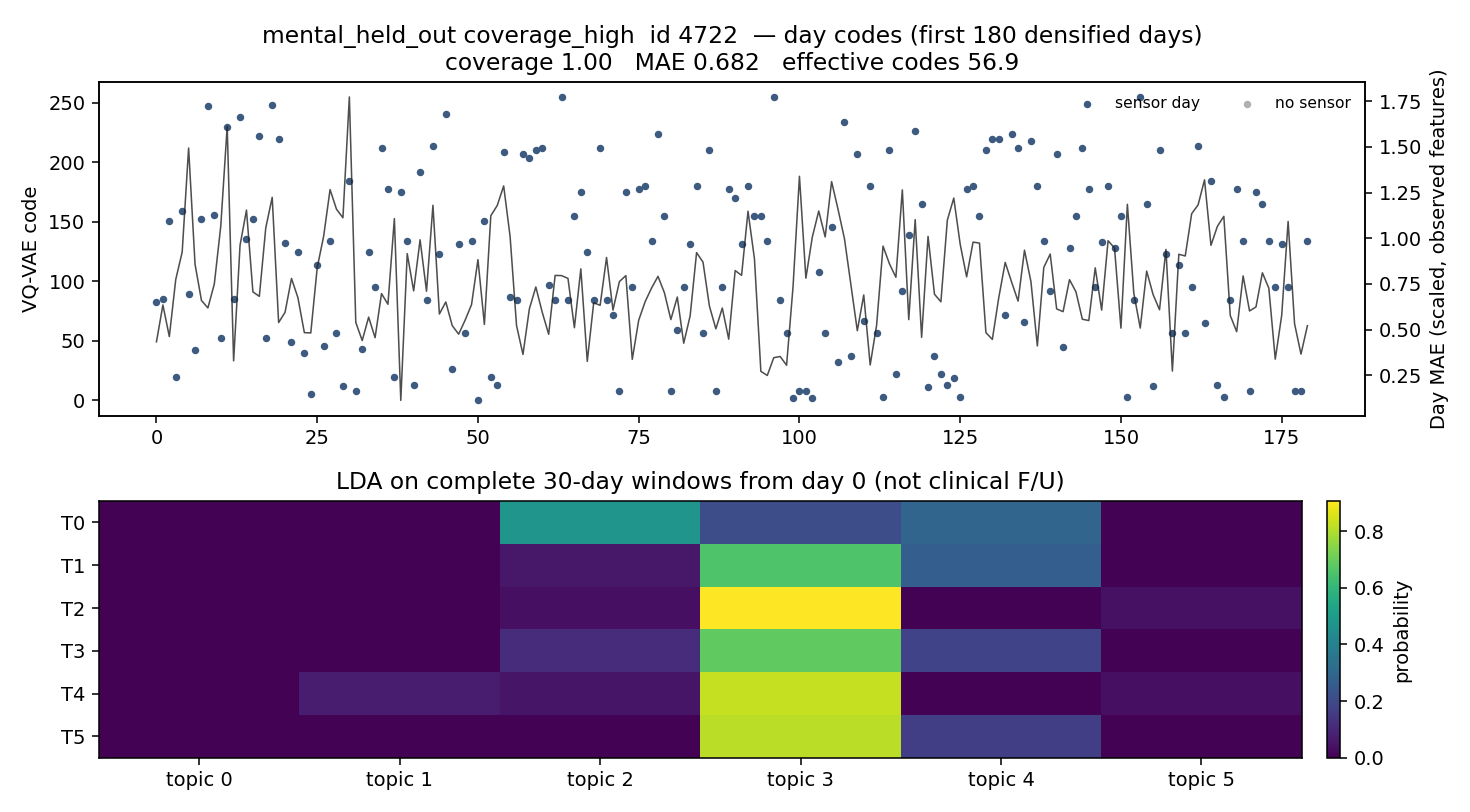 mental_held_out coverage_high  id 4722  — day codes (first 180 densified days)
coverage 1.00   MAE 0.682   effective codes 56.9
sensor day
no sensor
VQ-VAE code
250
200
150
100
50
0
1.75
1.50
1.25
1.00
0.75
0.50
0.25
Day MAE (scaled, observed features)
0 25 50 75 100 125 150 175
LDA on complete 30-day windows from day 0 (not clinical F/U)
T0
T1
T2
T3
T4
T5
topic 0 topic 1 topic 2 topic 3 topic 4 topic 5
0.8
0.6
0.4
0.2
0.0
probability